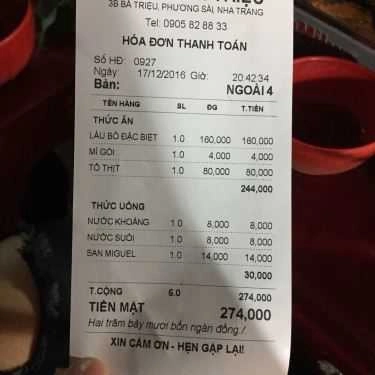 3B BÀ TRIỆU, PHƯƠNG SÀI, NHA TRANG
Tel: 0905 82 88 33
HÓA ĐƠN THANH TOÁN
Số HĐ: 0927
Ngày: 17/12/2016 Giờ: 20:42:34
Bàn: NGOÀI 4
TÊN HÀNG SL ĐG T.TIỀN
THỨC ĂN
LẨU BÒ ĐẶC BIỆT 1.0 160,000 160,000
MÌ GÓI 1.0 4,000 4,000
TÔ THỊT 1.0 80,000 80,000
244,000
THỨC UỐNG
NƯỚC KHOÁNG 1.0 8,000 8,000
NƯỚC SUỐI 1.0 8,000 8,000
SAN MIGUEL 1.0 14,000 14,000
30,000
T.CỘNG 6.0 274,000
TIỀN MẶT 274,000
Hai trăm bảy mươi bốn ngàn đồng./
XIN CẢM ƠN - HẸN GẶP LẠI!